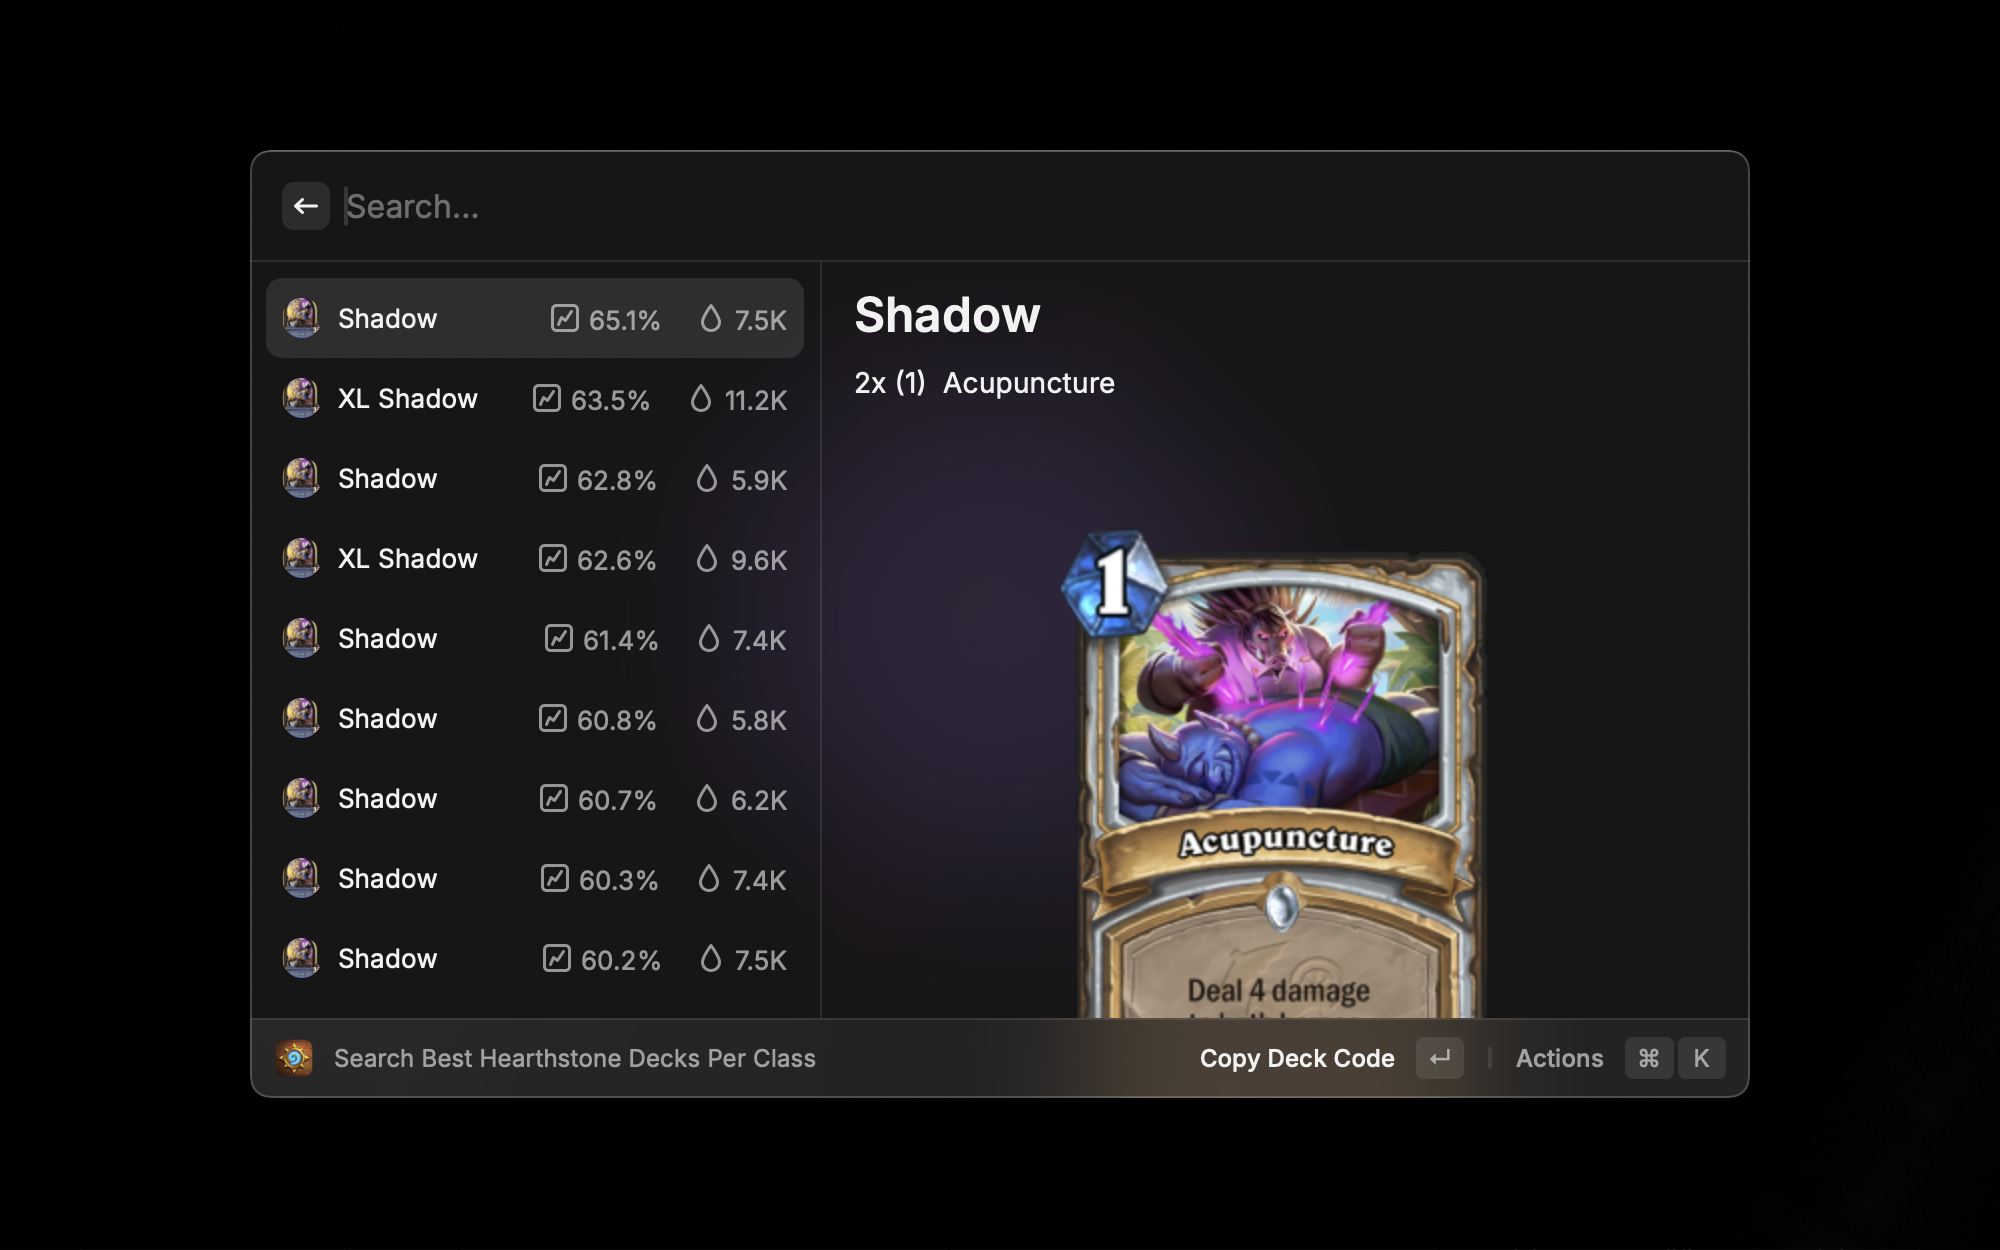 Search...
Shadow 65.1% 7.5K
XL Shadow 63.5% 11.2K
Shadow 62.8% 5.9K
XL Shadow 62.6% 9.6K
Shadow 61.4% 7.4K
Shadow 60.8% 5.8K
Shadow 60.7% 6.2K
Shadow 60.3% 7.4K
Shadow 60.2% 7.5K
Shadow
2x (1) Acupuncture
1
Acupuncture
Deal 4 damage
Search Best Hearthstone Decks Per Class
Copy Deck Code
Actions ⌘ K